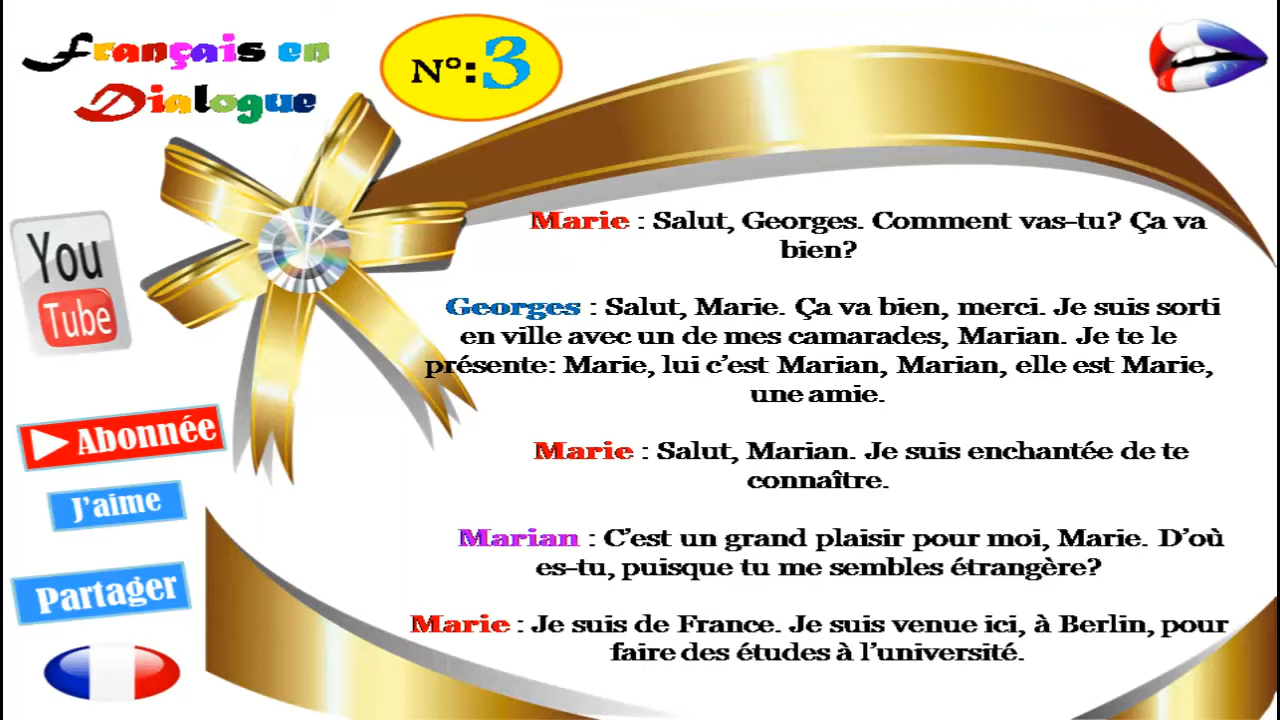 Français en
Dialogue
N°:3
You
Tube
Abonnée
J'aime
Partager
Marie : Salut, Georges. Comment vas-tu? Ça va
bien?
Georges : Salut, Marie. Ça va bien, merci. Je suis sorti
en ville avec un de mes camarades, Marian. Je te le
présente: Marie, lui c'est Marian, Marian, elle est Marie,
une amie.
Marie : Salut, Marian. Je suis enchantée de te
connaître.
Marian : C'est un grand plaisir pour moi, Marie. D'où
es-tu, puisque tu me sembles étrangère?
Marie : Je suis de France. Je suis venue ici, à Berlin, pour
faire des études à l'université.